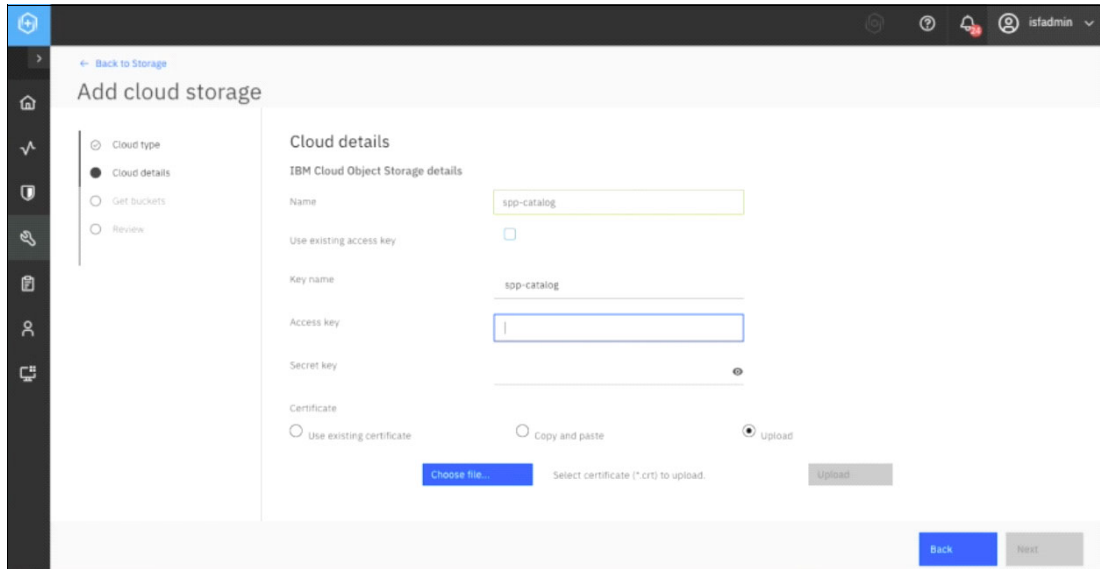 isfadmin
24
← Back to Storage
Add cloud storage
Cloud type
Cloud details
Get buckets
Review
Cloud details
IBM Cloud Object Storage details
Name
spp-catalog
Use existing access key
Key name
spp-catalog
Access key
Secret key
Certificate
Use existing certificate
Copy and paste
Upload
Choose file...
Select certificate (*.crt) to upload.
Upload
Back
Next